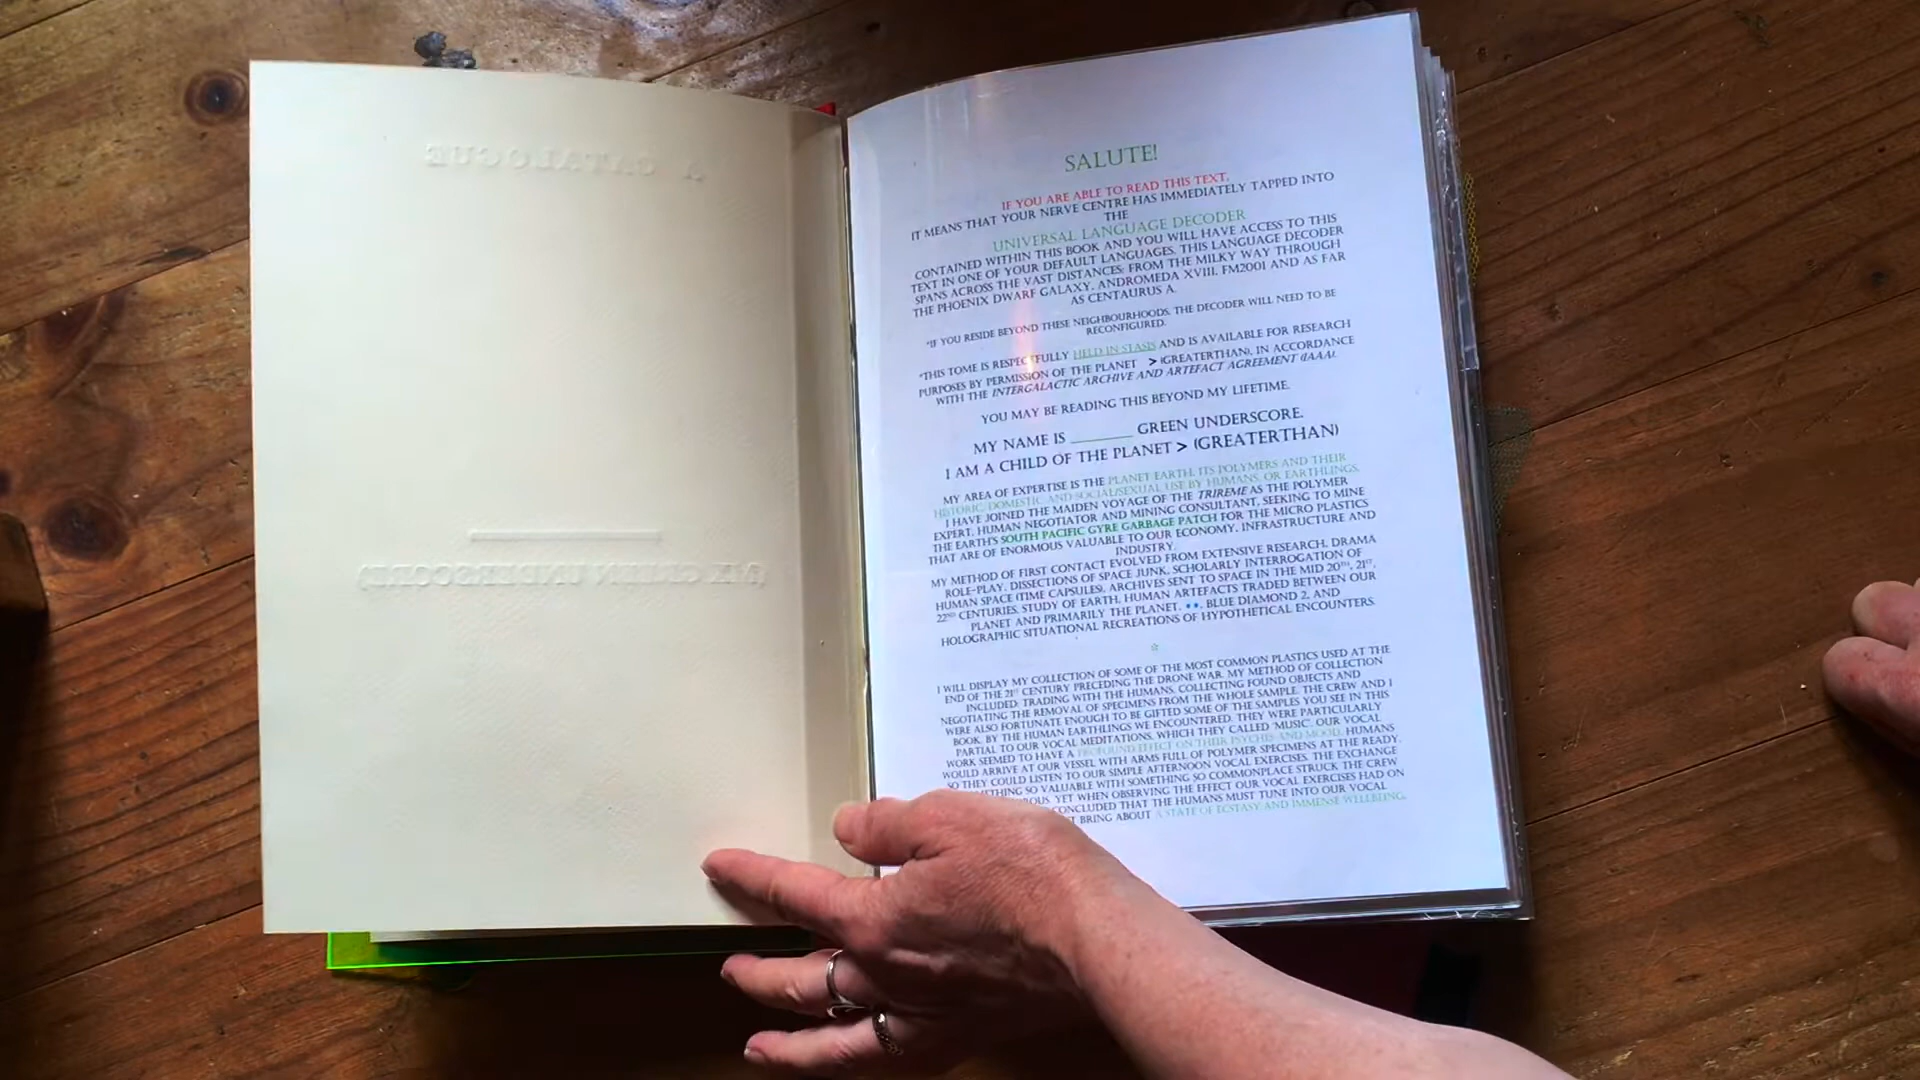 A CATALOGUE
(MX GREEN UNDERSCORE)
SALUTE!
IF YOU ARE ABLE TO READ THIS TEXT,
IT MEANS THAT YOUR NERVE CENTRE HAS IMMEDIATELY TAPPED INTO
THE
UNIVERSAL LANGUAGE DECODER
CONTAINED WITHIN THIS BOOK AND YOU WILL HAVE ACCESS TO THIS
TEXT IN ONE OF YOUR DEFAULT LANGUAGES. THIS LANGUAGE DECODER
SPANS ACROSS THE VAST DISTANCES; FROM THE MILKY WAY THROUGH
THE PHOENIX DWARF GALAXY, ANDROMEDA XVIII, FM2001 AND AS FAR
AS CENTAURUS A.
*IF YOU RESIDE BEYOND THESE NEIGHBOURHOODS, THE DECODER WILL NEED TO BE
RECONFIGURED.
*THIS TOME IS RESPECTFULLY HELD IN STASIS AND IS AVAILABLE FOR RESEARCH
PURPOSES BY PERMISSION OF THE PLANET > (GREATERTHAN), IN ACCORDANCE
WITH THE INTERGALACTIC ARCHIVE AND ARTEFACT AGREEMENT (IAAA).
YOU MAY BE READING THIS BEYOND MY LIFETIME.
MY NAME IS ______ GREEN UNDERSCORE.
I AM A CHILD OF THE PLANET > (GREATERTHAN)
MY AREA OF EXPERTISE IS THE PLANET EARTH, ITS POLYMERS AND THEIR
HISTORIC, DOMESTIC AND SOCIAL/SEXUAL USE BY HUMANS, OR EARTHLINGS.
I HAVE JOINED THE MAIDEN VOYAGE OF THE TRIREME AS THE POLYMER
EXPERT, HUMAN NEGOTIATOR AND MINING CONSULTANT, SEEKING TO MINE
THE EARTH'S SOUTH PACIFIC GYRE GARBAGE PATCH FOR THE MICRO PLASTICS
THAT ARE OF ENORMOUS VALUABLE TO OUR ECONOMY, INFRASTRUCTURE AND
INDUSTRY.
MY METHOD OF FIRST CONTACT EVOLVED FROM EXTENSIVE RESEARCH, DRAMA
ROLE-PLAY, DISSECTIONS OF SPACE JUNK, SCHOLARLY INTERROGATION OF
HUMAN SPACE (TIME CAPSULES), ARCHIVES SENT TO SPACE IN THE MID 20TH, 21ST,
22ND CENTURIES, STUDY OF EARTH, HUMAN ARTEFACTS TRADED BETWEEN OUR
PLANET AND PRIMARILY THE PLANET, **, BLUE DIAMOND 2, AND
HOLOGRAPHIC SITUATIONAL RECREATIONS OF HYPOTHETICAL ENCOUNTERS.
*
I WILL DISPLAY MY COLLECTION OF SOME OF THE MOST COMMON PLASTICS USED AT THE
END OF THE 21ST CENTURY PRECEDING THE DRONE WAR. MY METHOD OF COLLECTION
INCLUDED: TRADING WITH THE HUMANS, COLLECTING FOUND OBJECTS AND
NEGOTIATING THE REMOVAL OF SPECIMENS FROM THE WHOLE SAMPLE. THE CREW AND I
WERE ALSO FORTUNATE ENOUGH TO BE GIFTED SOME OF THE SAMPLES YOU SEE IN THIS
BOOK, BY THE HUMAN EARTHLINGS WE ENCOUNTERED. THEY WERE PARTICULARLY
PARTIAL TO OUR VOCAL MEDITATIONS, WHICH THEY CALLED 'MUSIC'. OUR VOCAL
WORK SEEMED TO HAVE A PROFOUND EFFECT ON THEIR PSYCHES AND MOOD. HUMANS
WOULD ARRIVE AT OUR VESSEL WITH ARMS FULL OF POLYMER SPECIMENS AT THE READY,
SO THEY COULD LISTEN TO OUR SIMPLE AFTERNOON VOCAL EXERCISES. THE EXCHANGE
SOMETHING SO VALUABLE WITH SOMETHING SO COMMONPLACE STRUCK THE CREW
YET WHEN OBSERVING THE EFFECT OUR VOCAL EXERCISES HAD ON
CONCLUDED THAT THE HUMANS MUST TUNE INTO OUR VOCAL
BRING ABOUT A STATE OF ECSTASY AND IMMENSE WELLBEING.